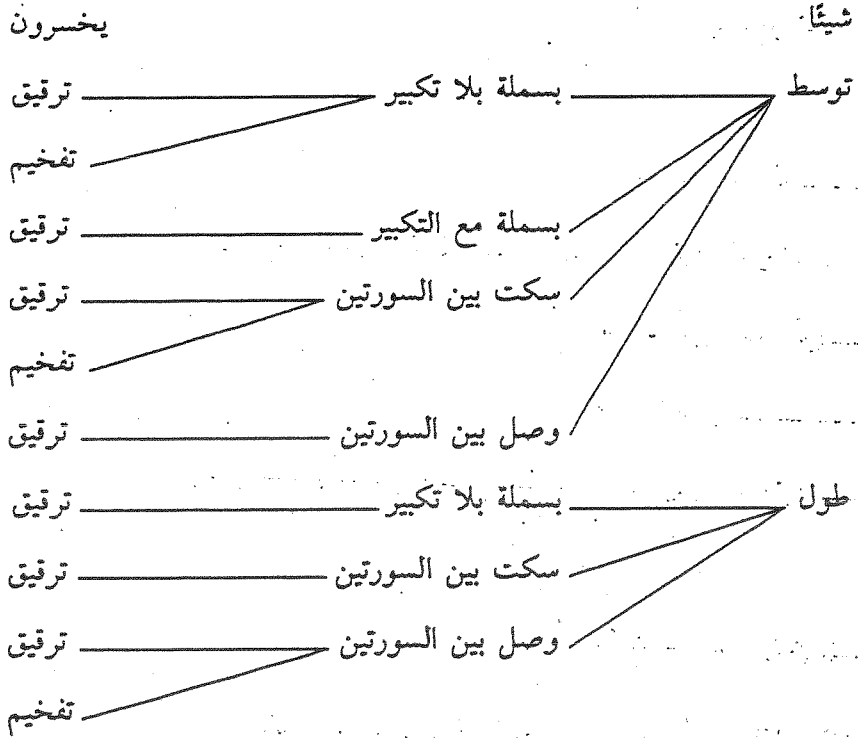 شيئًا يخسرون
توسط بسملة بلا تكبير ترقيق
تفخيم
بسملة مع التكبير ترقيق
سكت بين السورتين ترقيق
تفخيم
وصل بين السورتين ترقيق
طول بسملة بلا تكبير ترقيق
سكت بين السورتين ترقيق
وصل بين السورتين ترقيق
تفخيم